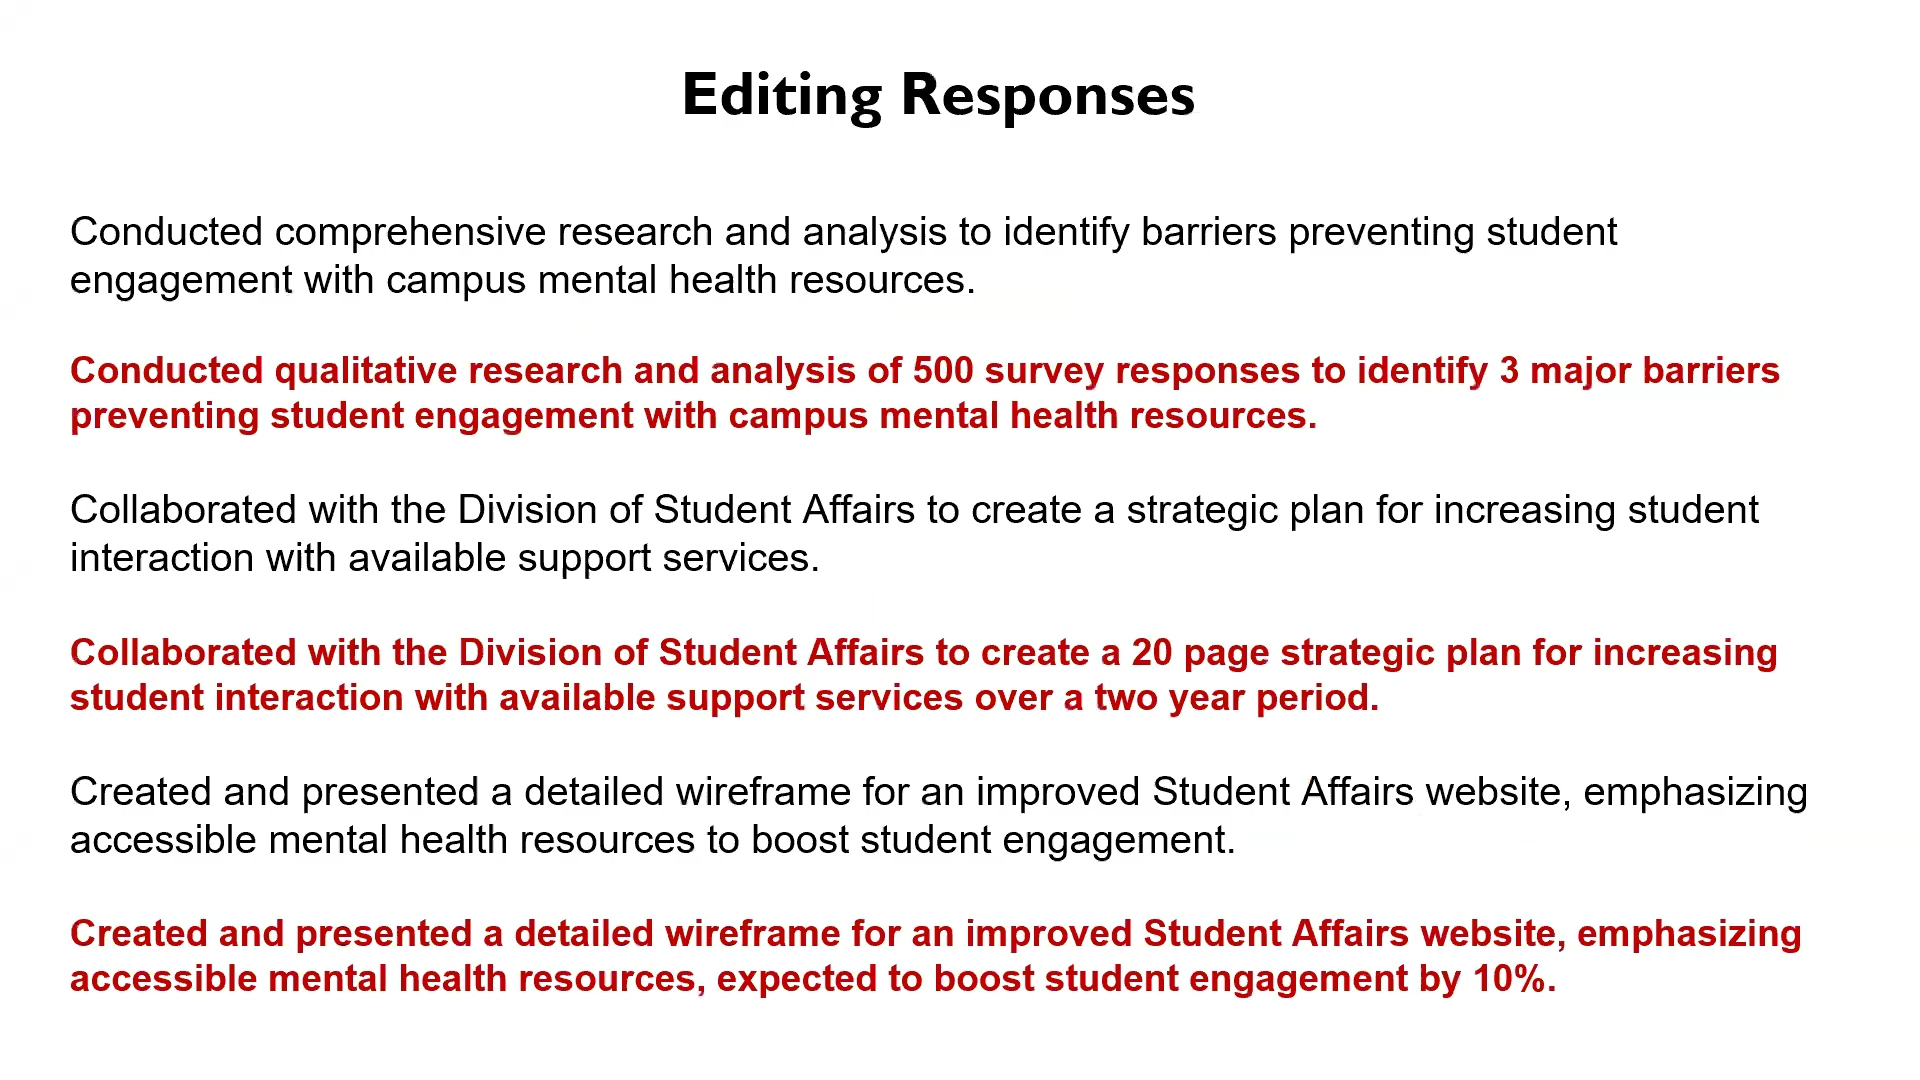 Editing Responses
Conducted comprehensive research and analysis to identify barriers preventing student
engagement with campus mental health resources.
Conducted qualitative research and analysis of 500 survey responses to identify 3 major barriers
preventing student engagement with campus mental health resources.
Collaborated with the Division of Student Affairs to create a strategic plan for increasing student
interaction with available support services.
Collaborated with the Division of Student Affairs to create a 20 page strategic plan for increasing
student interaction with available support services over a two year period.
Created and presented a detailed wireframe for an improved Student Affairs website, emphasizing
accessible mental health resources to boost student engagement.
Created and presented a detailed wireframe for an improved Student Affairs website, emphasizing
accessible mental health resources, expected to boost student engagement by 10%.